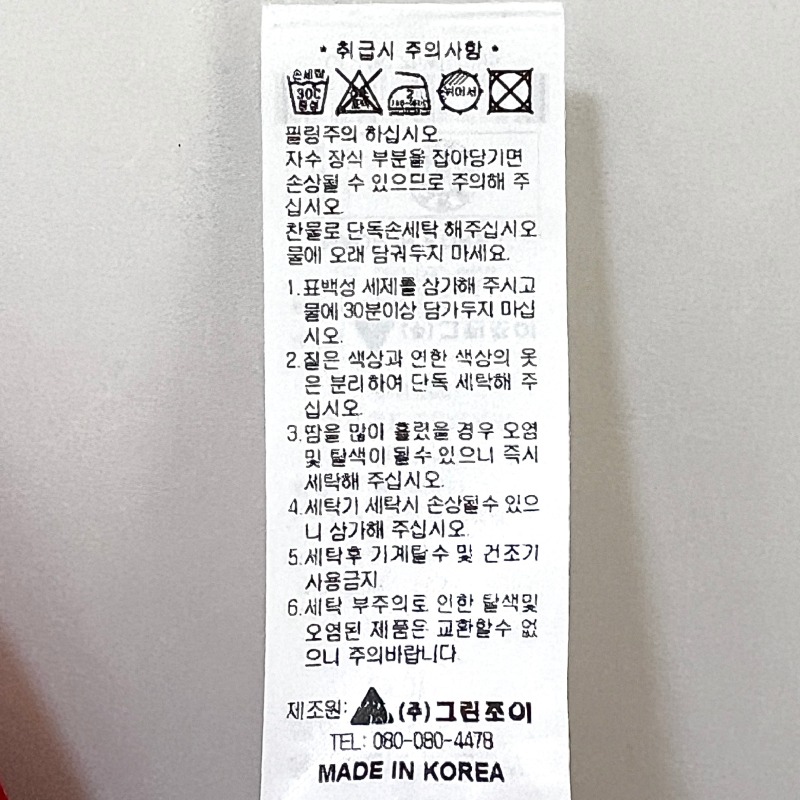 • 취급시 주의사항 •
손세탁
30℃
중성
2
뉘어서
필링주의 하십시오.
자수 장식 부분을 잡아당기면
손상될 수 있으므로 주의해 주
십시오.
찬물로 단독손세탁 해주십시오.
물에 오래 담궈두지 마세요.
1.표백성 세제를 삼가해 주시고
물에 30분이상 담가두지 마십
시오.
2.짙은 색상과 연한 색상의 옷
은 분리하여 단독 세탁해 주
십시오.
3.땀을 많이 흘렸을 경우 오염
및 탈색이 될수 있으니 즉시
세탁해 주십시오.
4.세탁기 세탁시 손상될수 있으
니 삼가해 주십시오.
5.세탁후 기계탈수 및 건조기
사용금지.
6.세탁 부주의로 인한 탈색및
오염된 제품은 교환할수 없
으니 주의바랍니다.
제조원: (주)그린조이
TEL: 080-080-4478
MADE IN KOREA